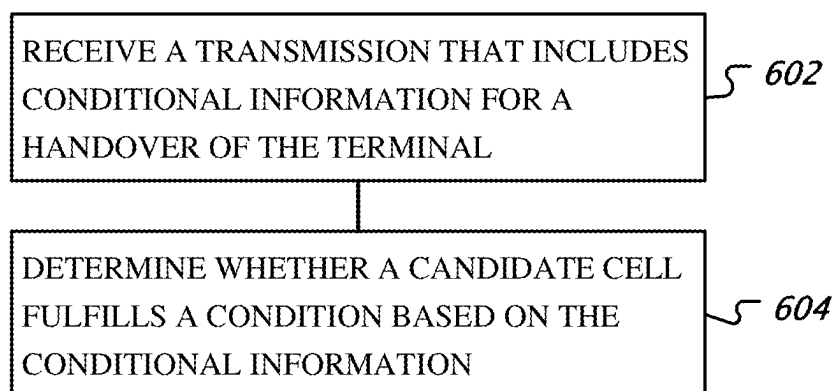 RECEIVE A TRANSMISSION THAT INCLUDES
CONDITIONAL INFORMATION FOR A
HANDOVER OF THE TERMINAL
602
DETERMINE WHETHER A CANDIDATE CELL
FULFILLS A CONDITION BASED ON THE
CONDITIONAL INFORMATION
604